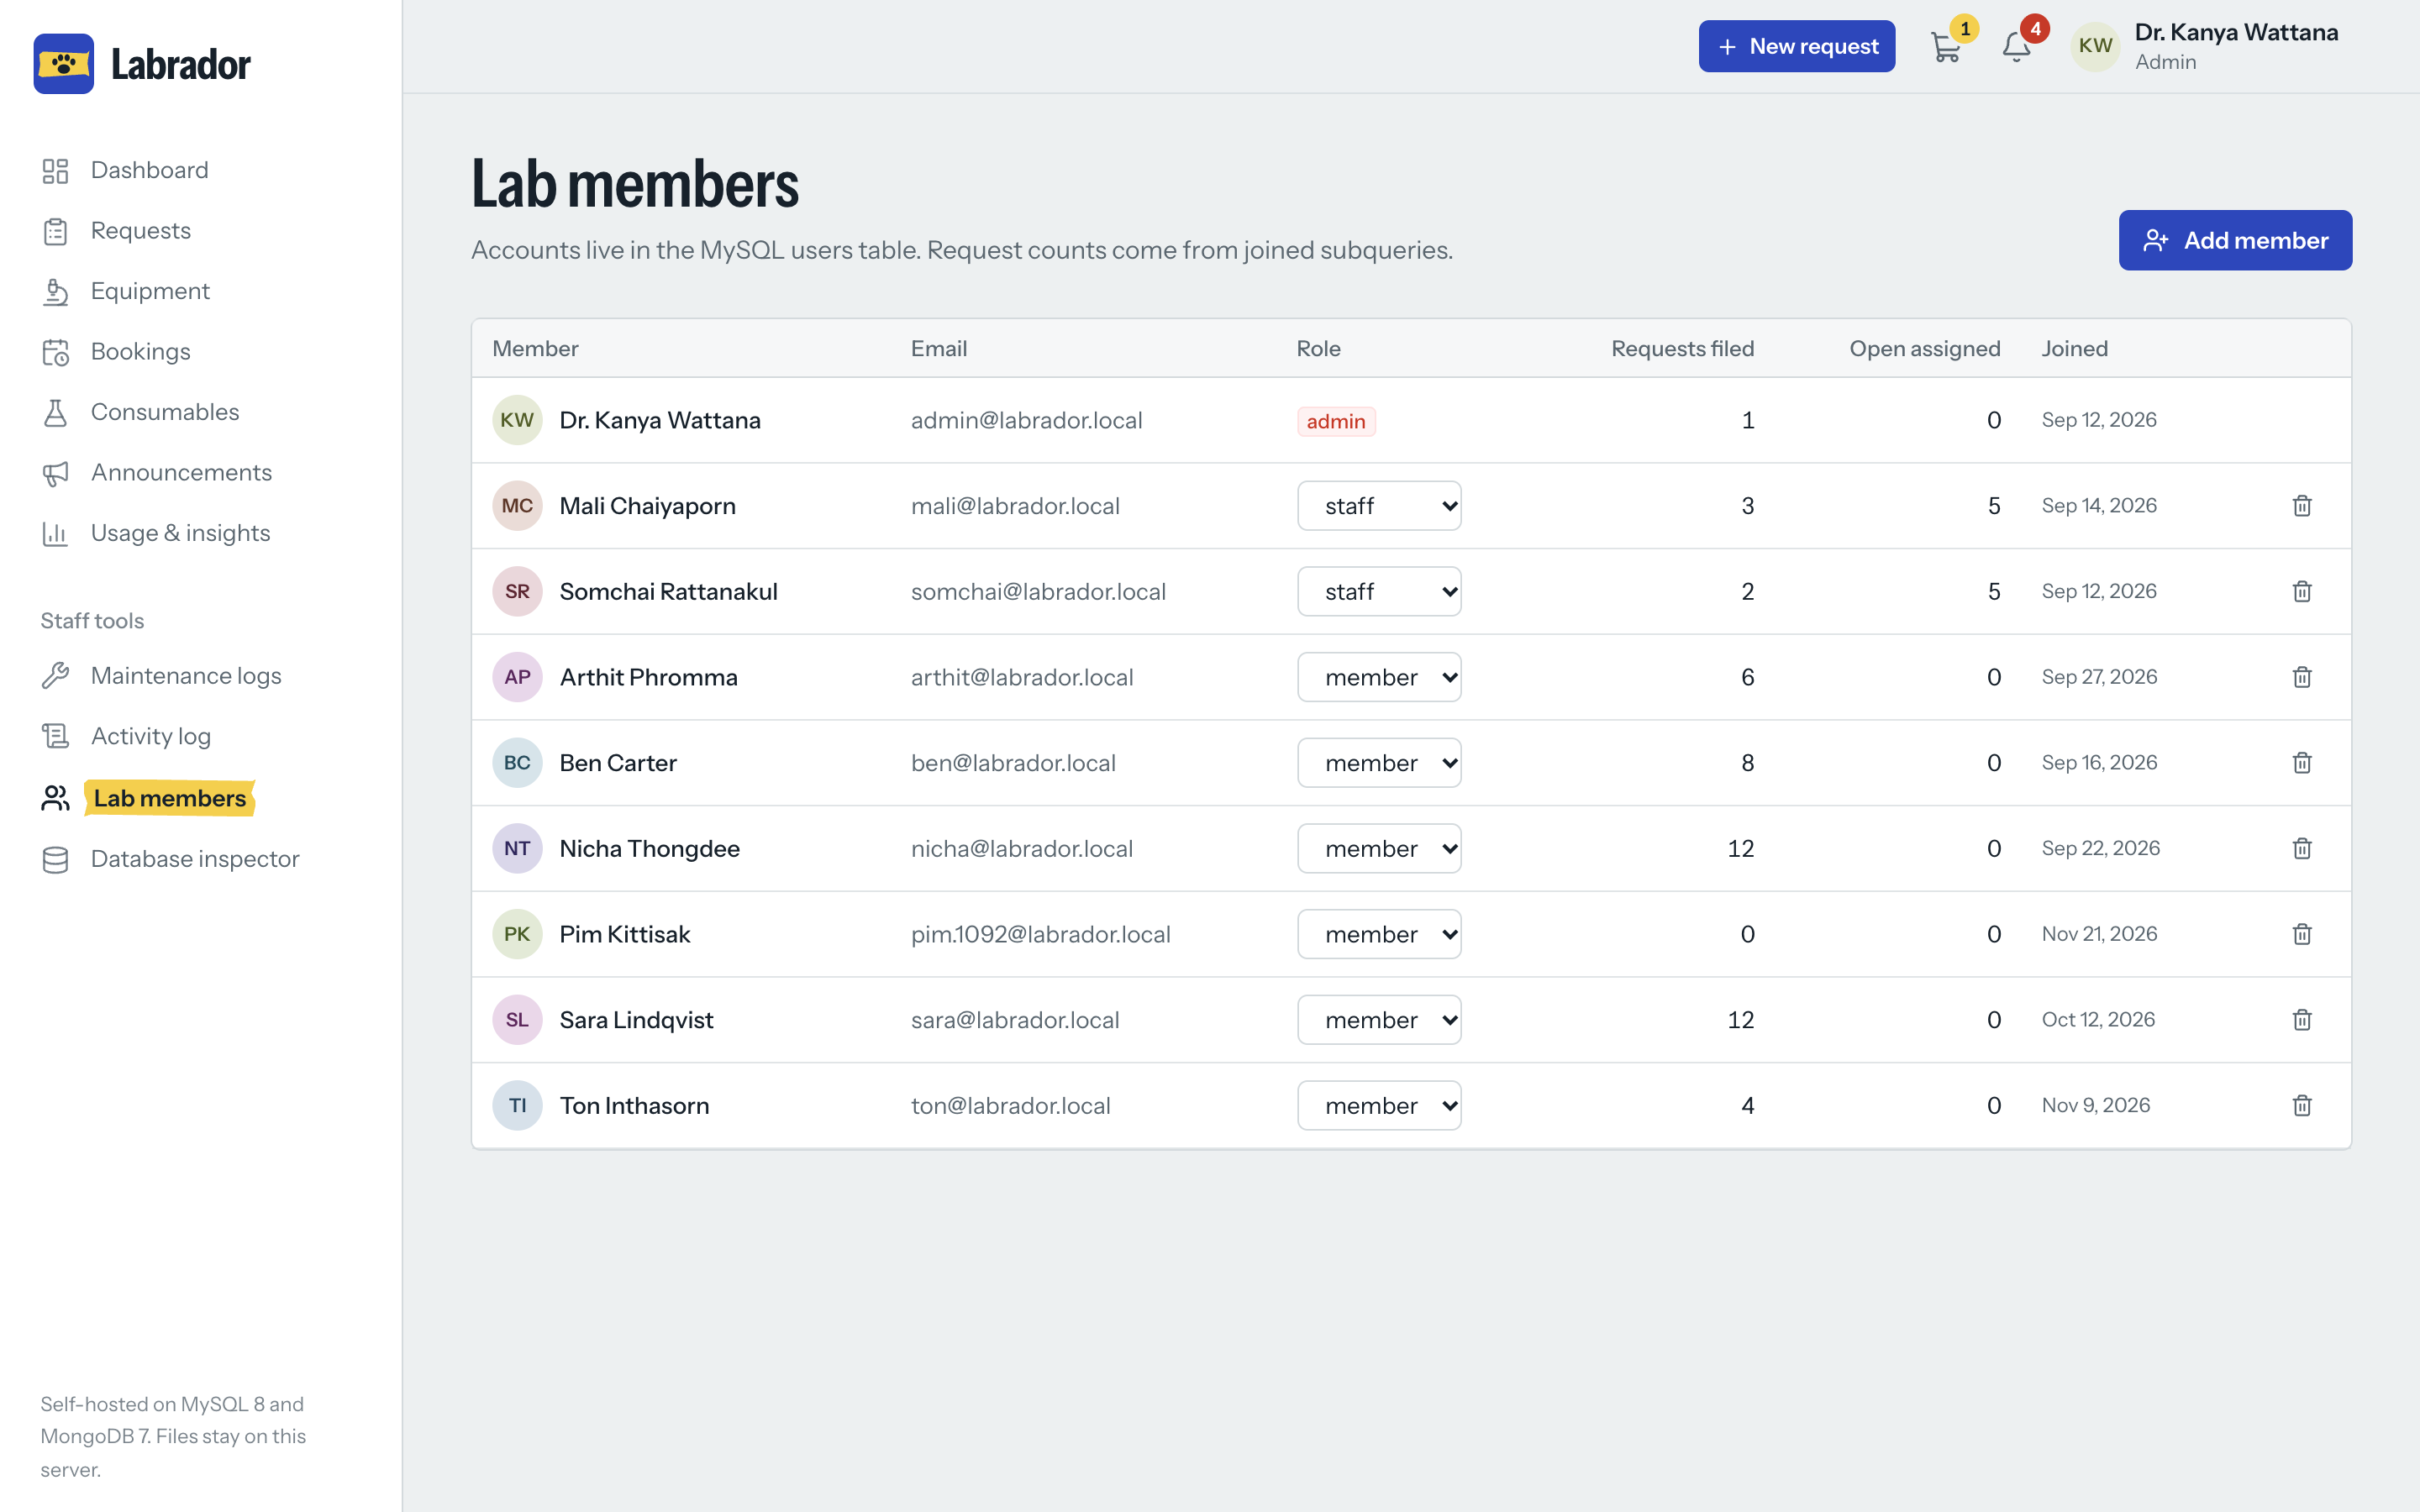 Labrador
Dashboard
Requests
Equipment
Bookings
Consumables
Announcements
Usage & insights
Staff tools
Maintenance logs
Activity log
Lab members
Database inspector
Self-hosted on MySQL 8 and
MongoDB 7. Files stay on this
server.
New request
1
4
KW
Dr. Kanya Wattana
Admin
Lab members
Accounts live in the MySQL users table. Request counts come from joined subqueries.
Add member
Member Email Role Requests filed Open assigned Joined
KW Dr. Kanya Wattana admin@labrador.local admin 1 0 Sep 12, 2026
MC Mali Chaiyaporn mali@labrador.local staff 3 5 Sep 14, 2026
SR Somchai Rattanakul somchai@labrador.local staff 2 5 Sep 12, 2026
AP Arthit Phromma arthit@labrador.local member 6 0 Sep 27, 2026
BC Ben Carter ben@labrador.local member 8 0 Sep 16, 2026
NT Nicha Thongdee nicha@labrador.local member 12 0 Sep 22, 2026
PK Pim Kittisak pim.1092@labrador.local member 0 0 Nov 21, 2026
SL Sara Lindqvist sara@labrador.local member 12 0 Oct 12, 2026
TI Ton Inthasorn ton@labrador.local member 4 0 Nov 9, 2026